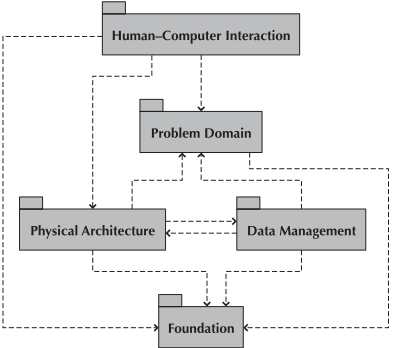 Human–Computer Interaction
Problem Domain
Physical Architecture
Data Management
Foundation